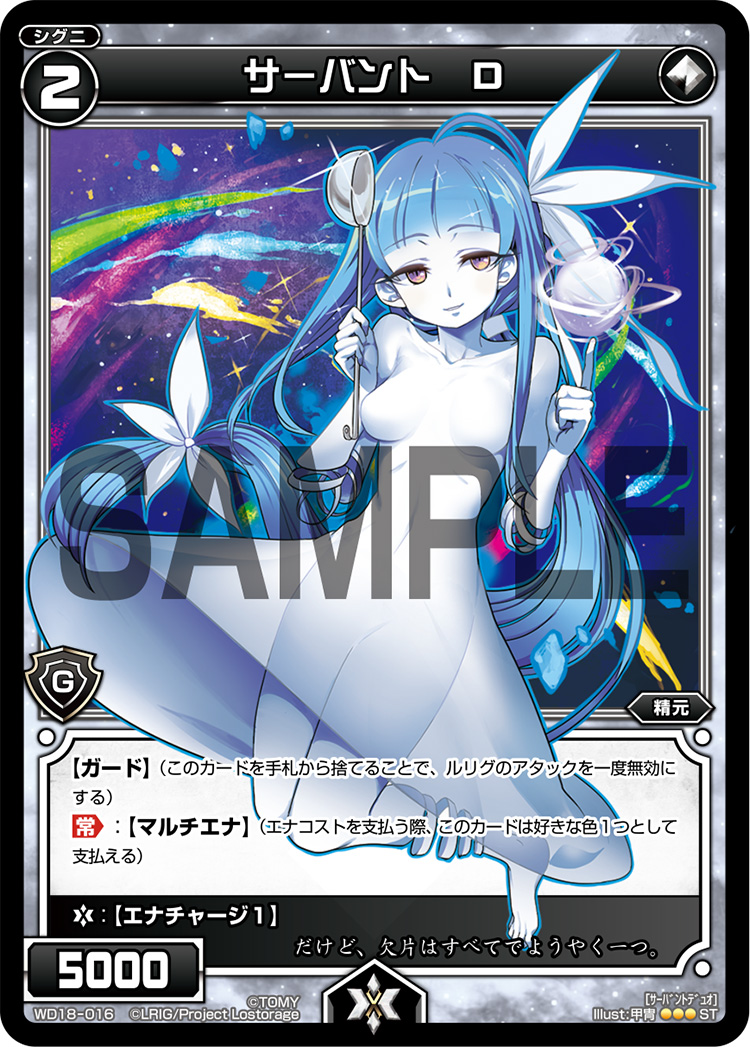 シグニ
2
サーバント D
SAMPLE
G
精元
【ガード】（このカードを手札から捨てることで、ルリグのアタックを一度無効に
する）
常：【マルチエナ】（エナコストを支払う際、このカードは好きな色１つとして
支払える）
：【エナチャージ１】
だけど、欠片はすべてでようやく一つ。
5000
©TOMY
[サーバントデュオ]
WD18-016 ©LRIG/Project Lostorage
Illust:甲冑 ST